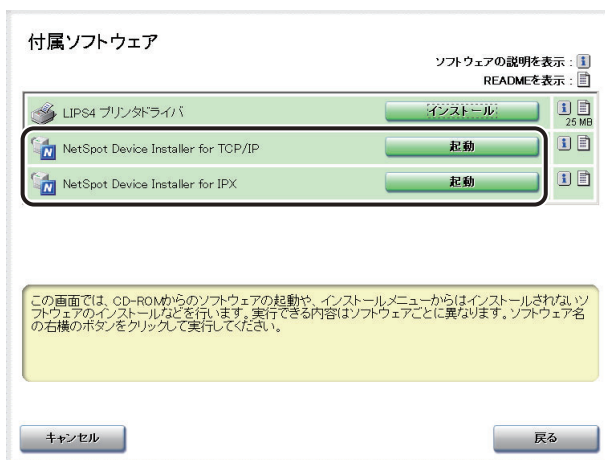 付属ソフトウェア
ソフトウェアの説明を表示 :
READMEを表示 :
LIPS4 プリンタドライバ インストール 25 MB
NetSpot Device Installer for TCP/IP 起動
NetSpot Device Installer for IPX 起動
この画面では、CD-ROMからのソフトウェアの起動や、インストールメニューからはインストールされないソ
フトウェアのインストールなどを行います。実行できる内容はソフトウェアごとに異なります。ソフトウェア名
の右横のボタンをクリックして実行してください。
キャンセル 戻る